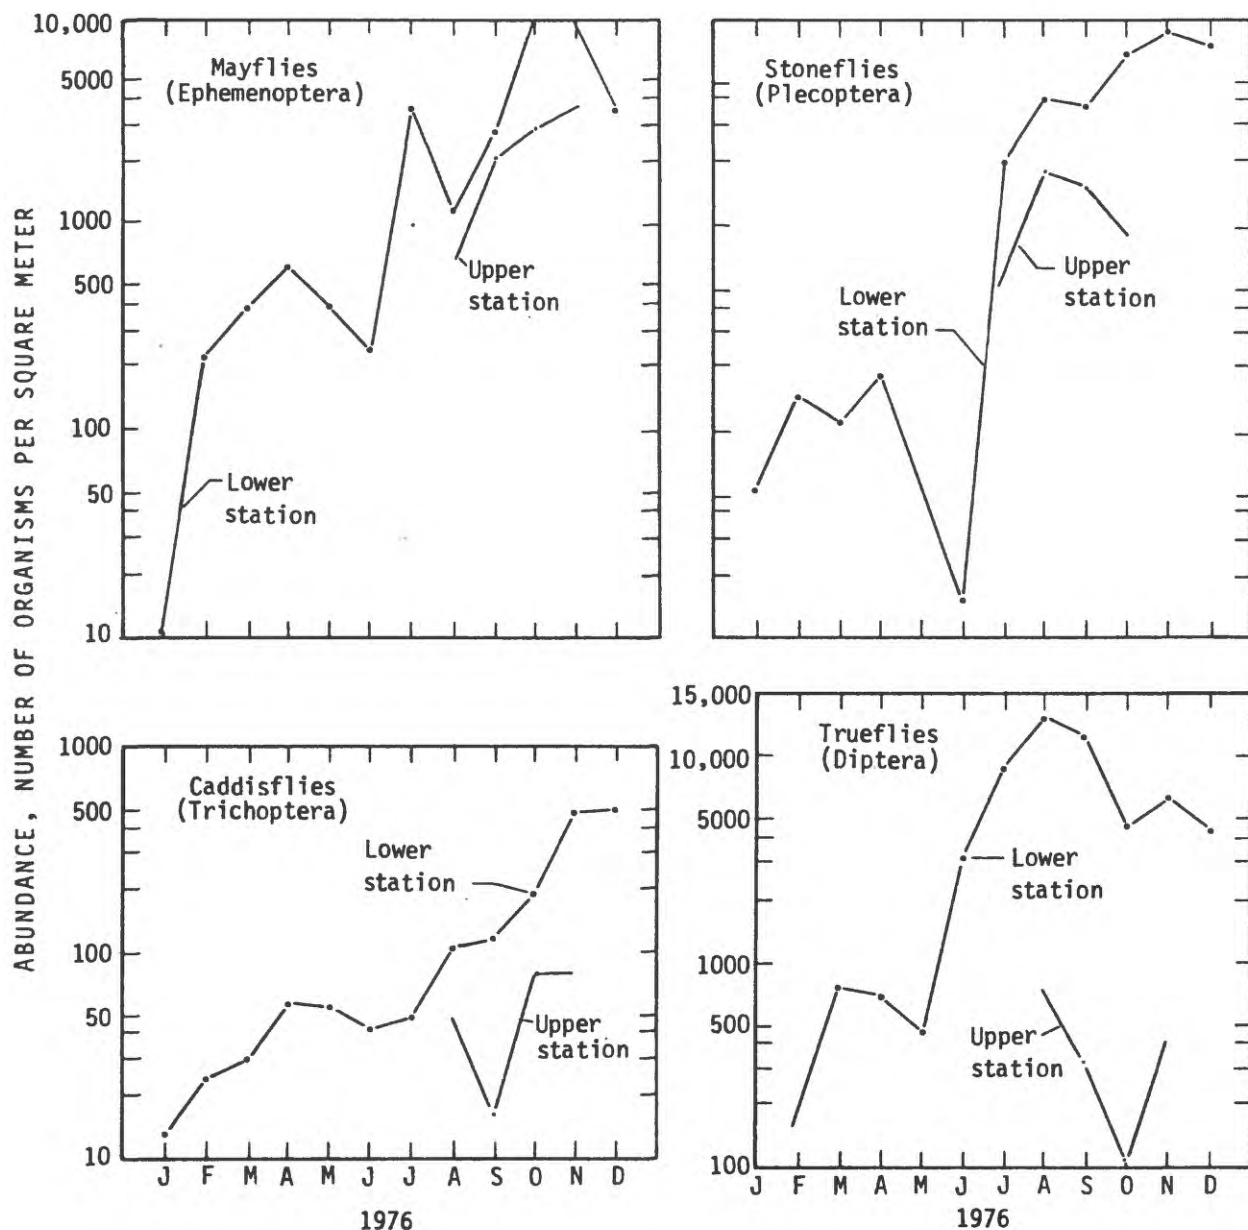 ABUNDANCE, NUMBER OF ORGANISMS PER SQUARE METER
10,000
5000
1000
500
100
50
10
Mayflies
(Ephemenoptera)
Upper
station
Lower
station
Stoneflies
(Plecoptera)
Upper
station
Lower
station
1000
500
100
50
10
Caddisflies
(Trichoptera)
Lower
station
Upper
station
J F M A M J J A S O N D
1976
15,000
10,000
5000
1000
500
100
Trueflies
(Diptera)
Lower
station
Upper
station
J F M A M J J A S O N D
1976